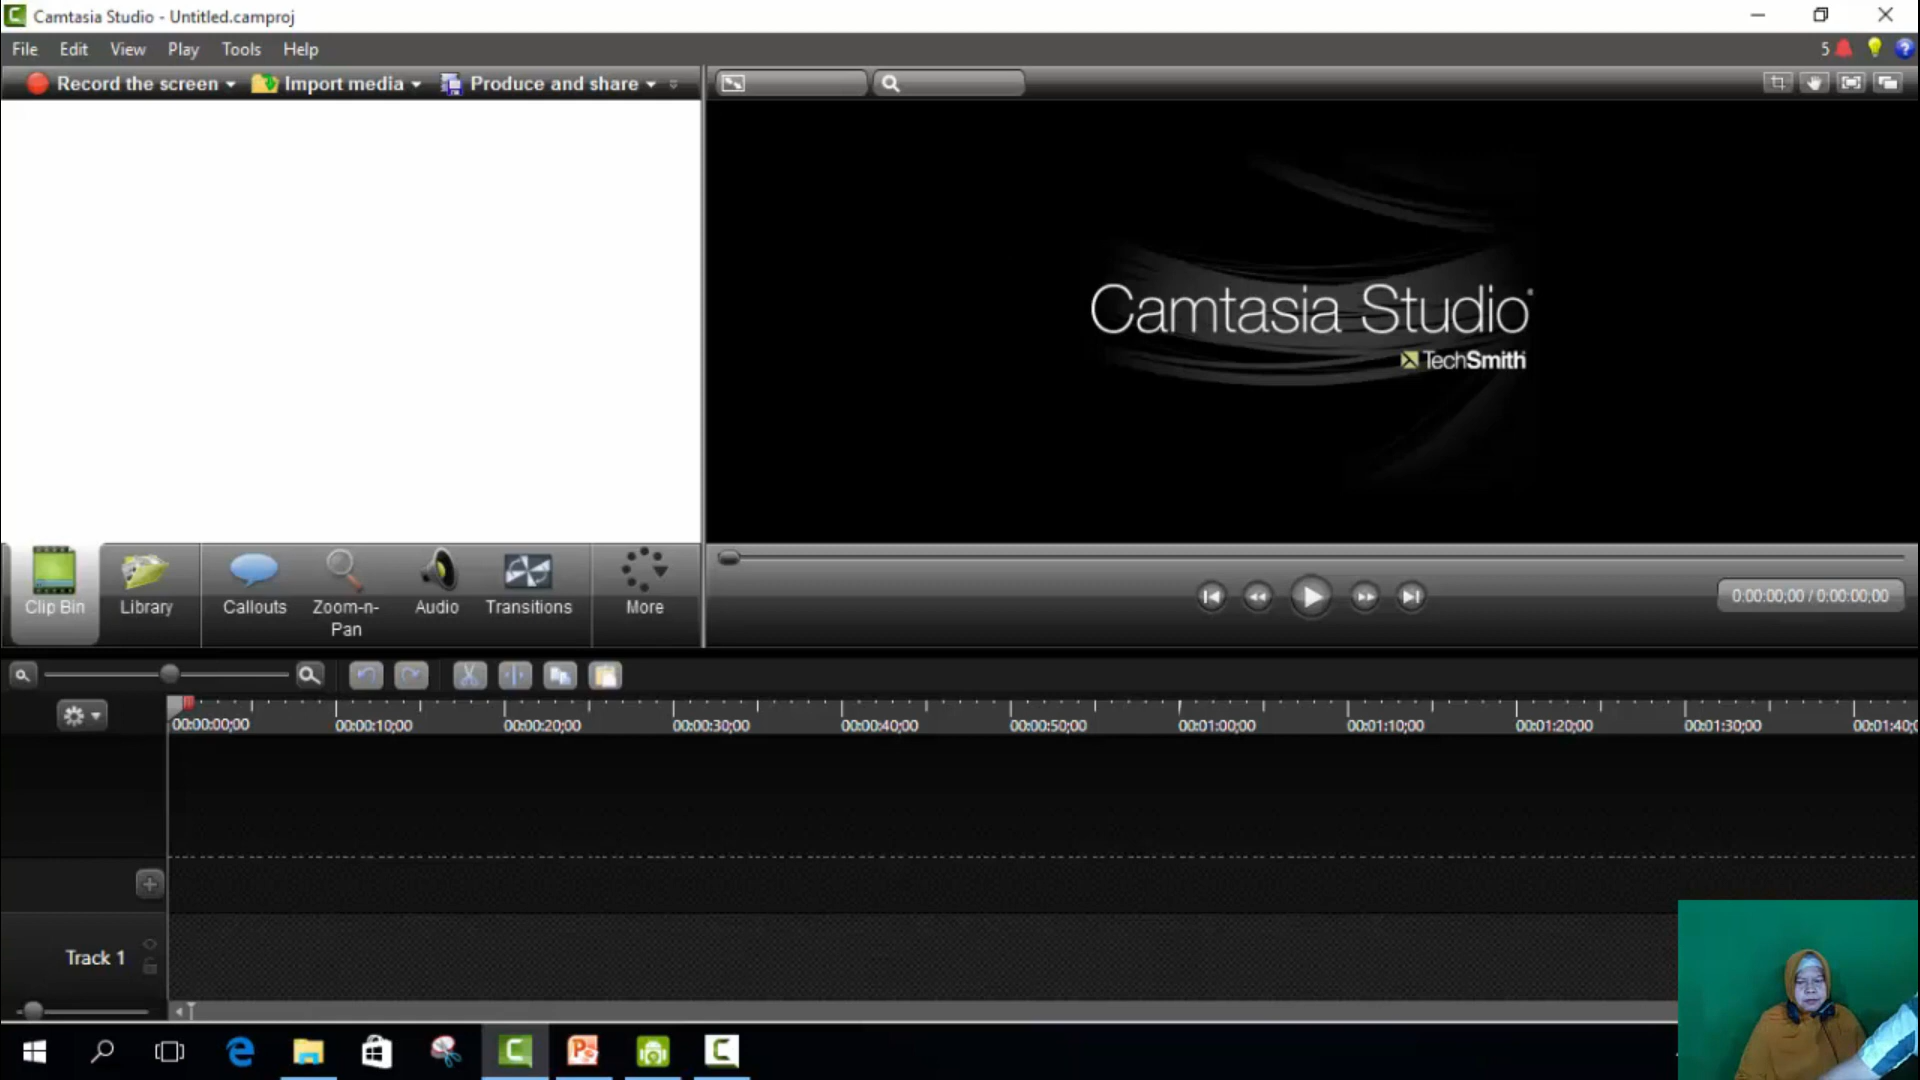 Camtasia Studio - Untitled.camproj
File Edit View Play Tools Help
5
Record the screen Import media Produce and share
Camtasia Studio
TechSmith
Clip Bin Library Callouts Zoom-n-Pan Audio Transitions More
0:00:00,00 / 0:00:00,00
00:00:00;00 00:00:10;00 00:00:20;00 00:00:30;00 00:00:40;00 00:00:50;00 00:01:00;00 00:01:10;00 00:01:20;00 00:01:30;00 00:01:40;0
Track 1